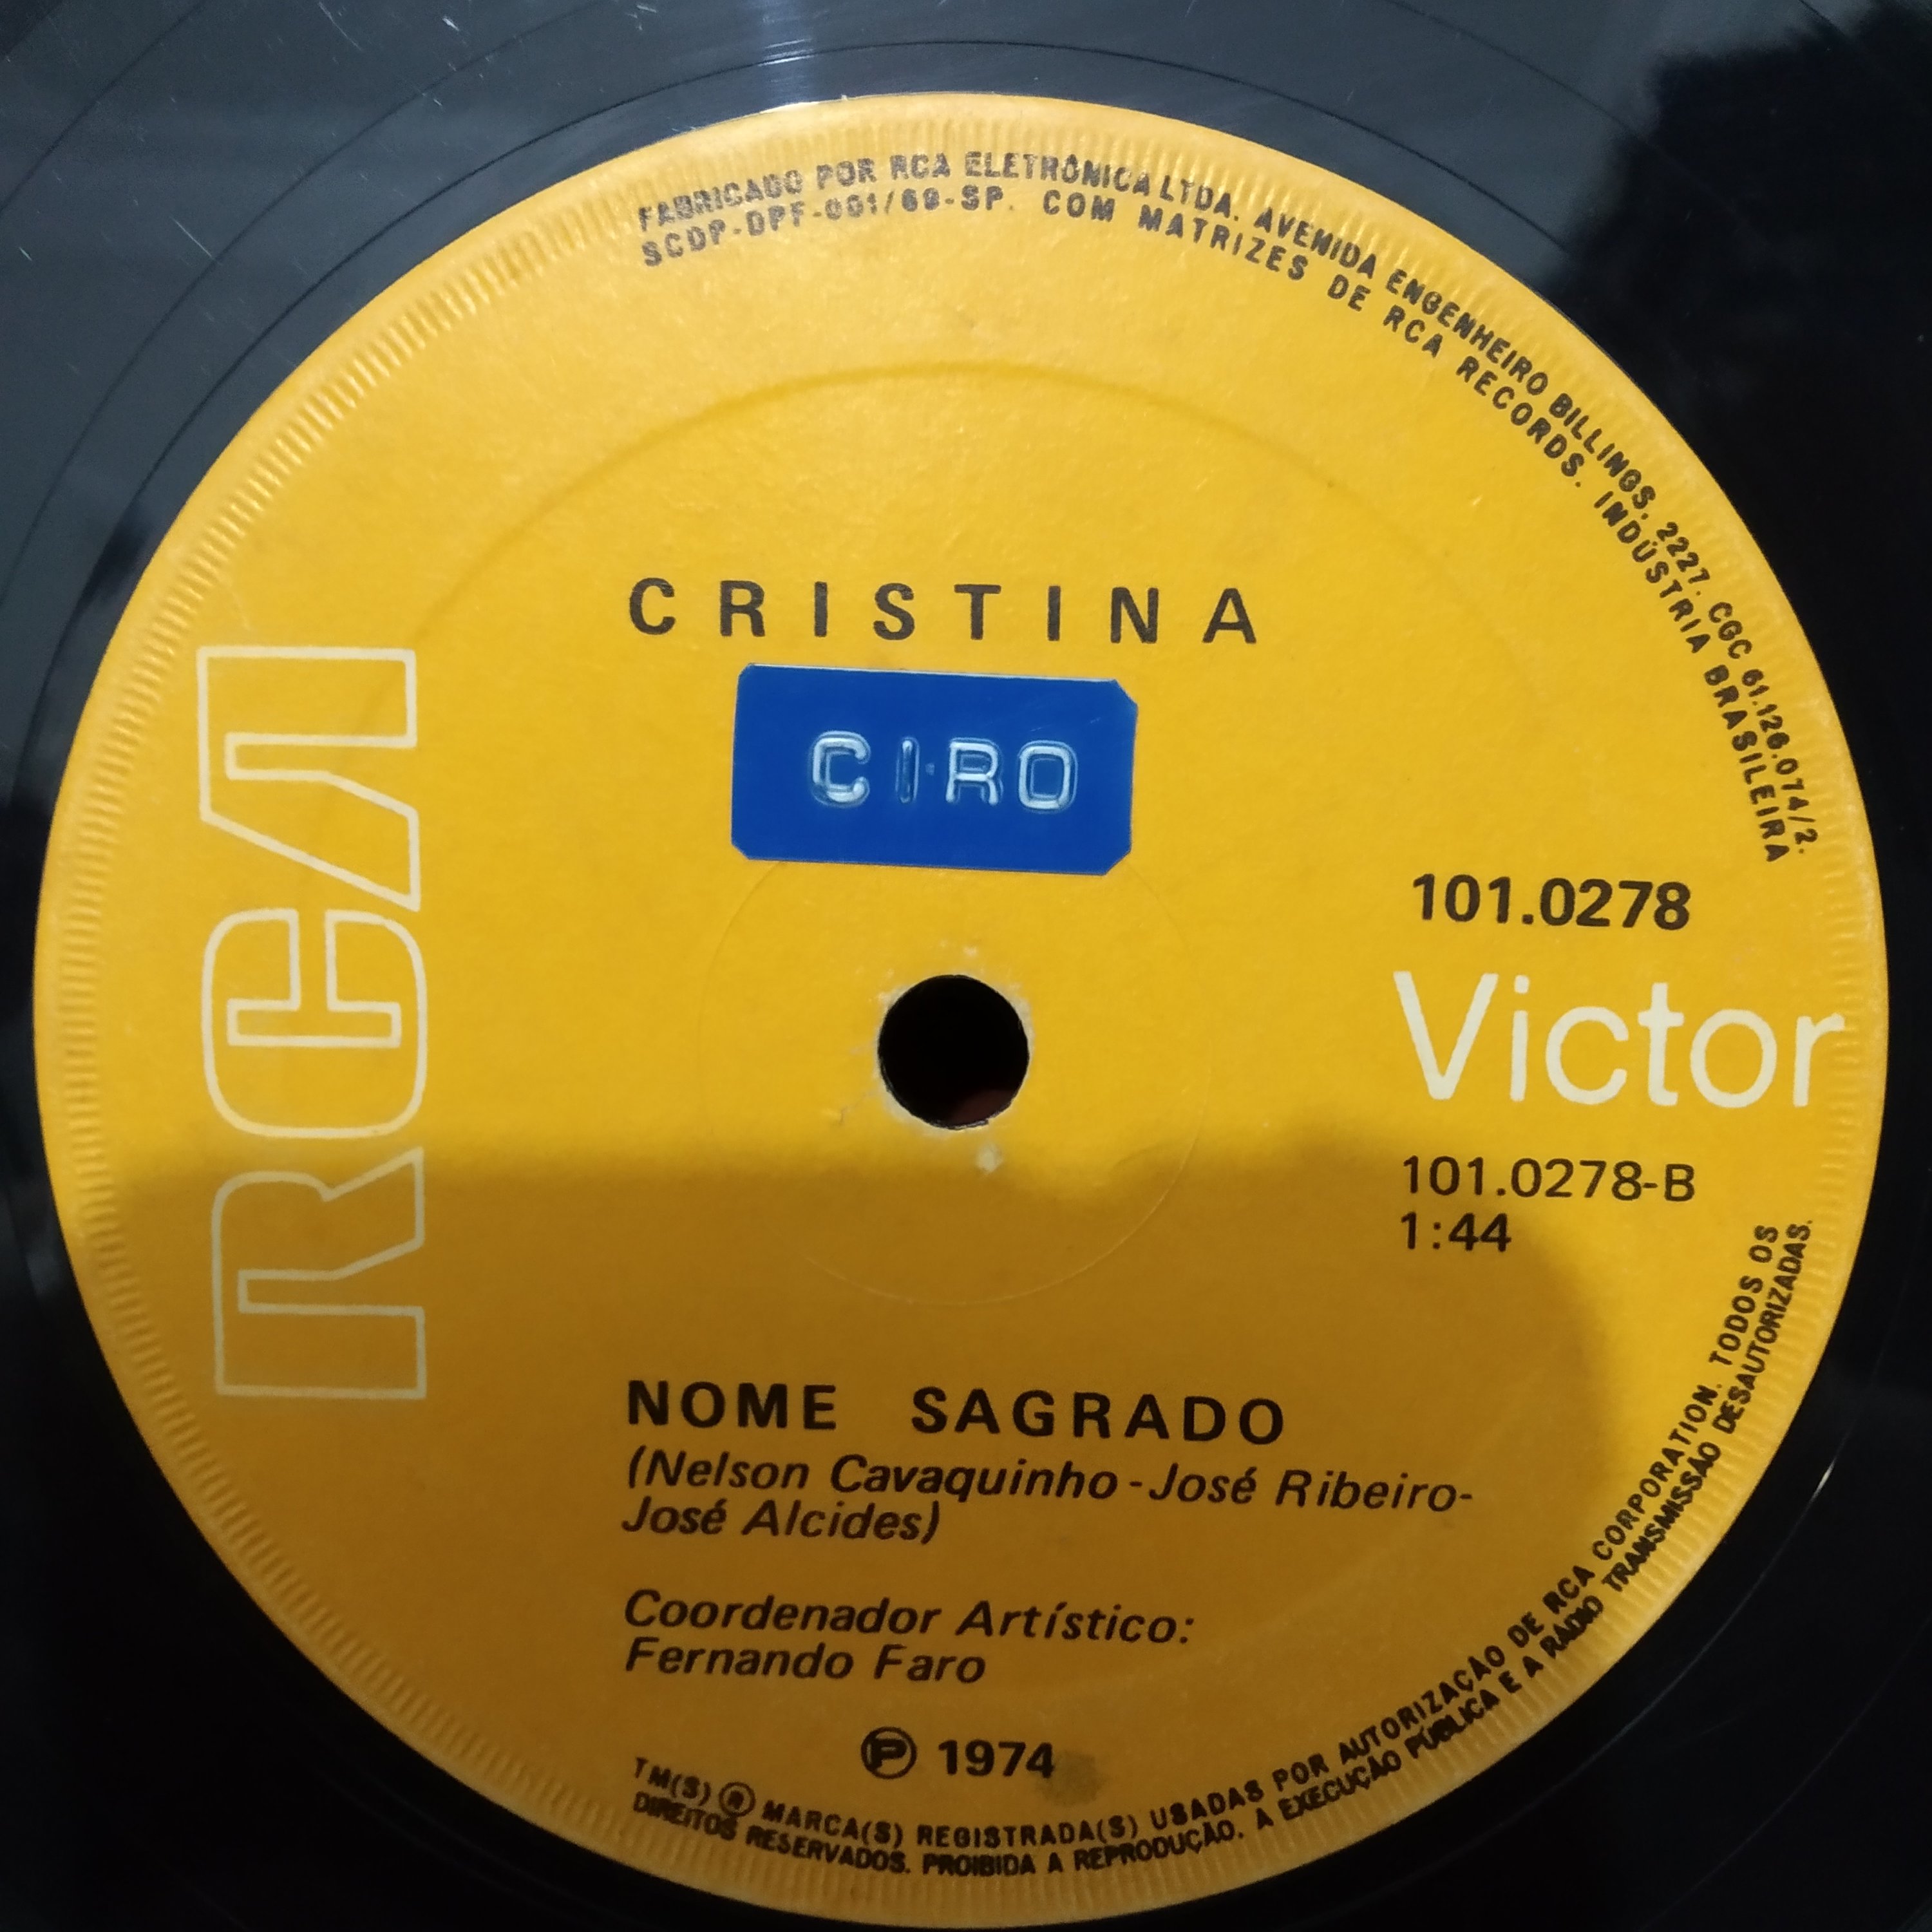 FABRICADO POR RCA ELETRÔNICA LTDA. AVENIDA ENGENHEIRO BILLINGS, 2227. CGC 61.126.074/2.
SCDP-DPF-001/69-SP. COM MATRIZES DE RCA RECORDS. INDÚSTRIA BRASILEIRA
CRISTINA
CIRO
RCA
101.0278
Victor
101.0278-B
1:44
NOME SAGRADO
(Nelson Cavaquinho-José Ribeiro-
José Alcides)
Coordenador Artístico:
Fernando Faro
℗ 1974
TM(S) ® MARCA(S) REGISTRADA(S) USADAS POR AUTORIZAÇÃO DE RCA CORPORATION. TODOS OS
DIREITOS RESERVADOS. PROIBIDA A REPRODUÇÃO. A EXECUÇÃO PÚBLICA E A RÁDIO TRANSMISSÃO DESAUTORIZADAS.